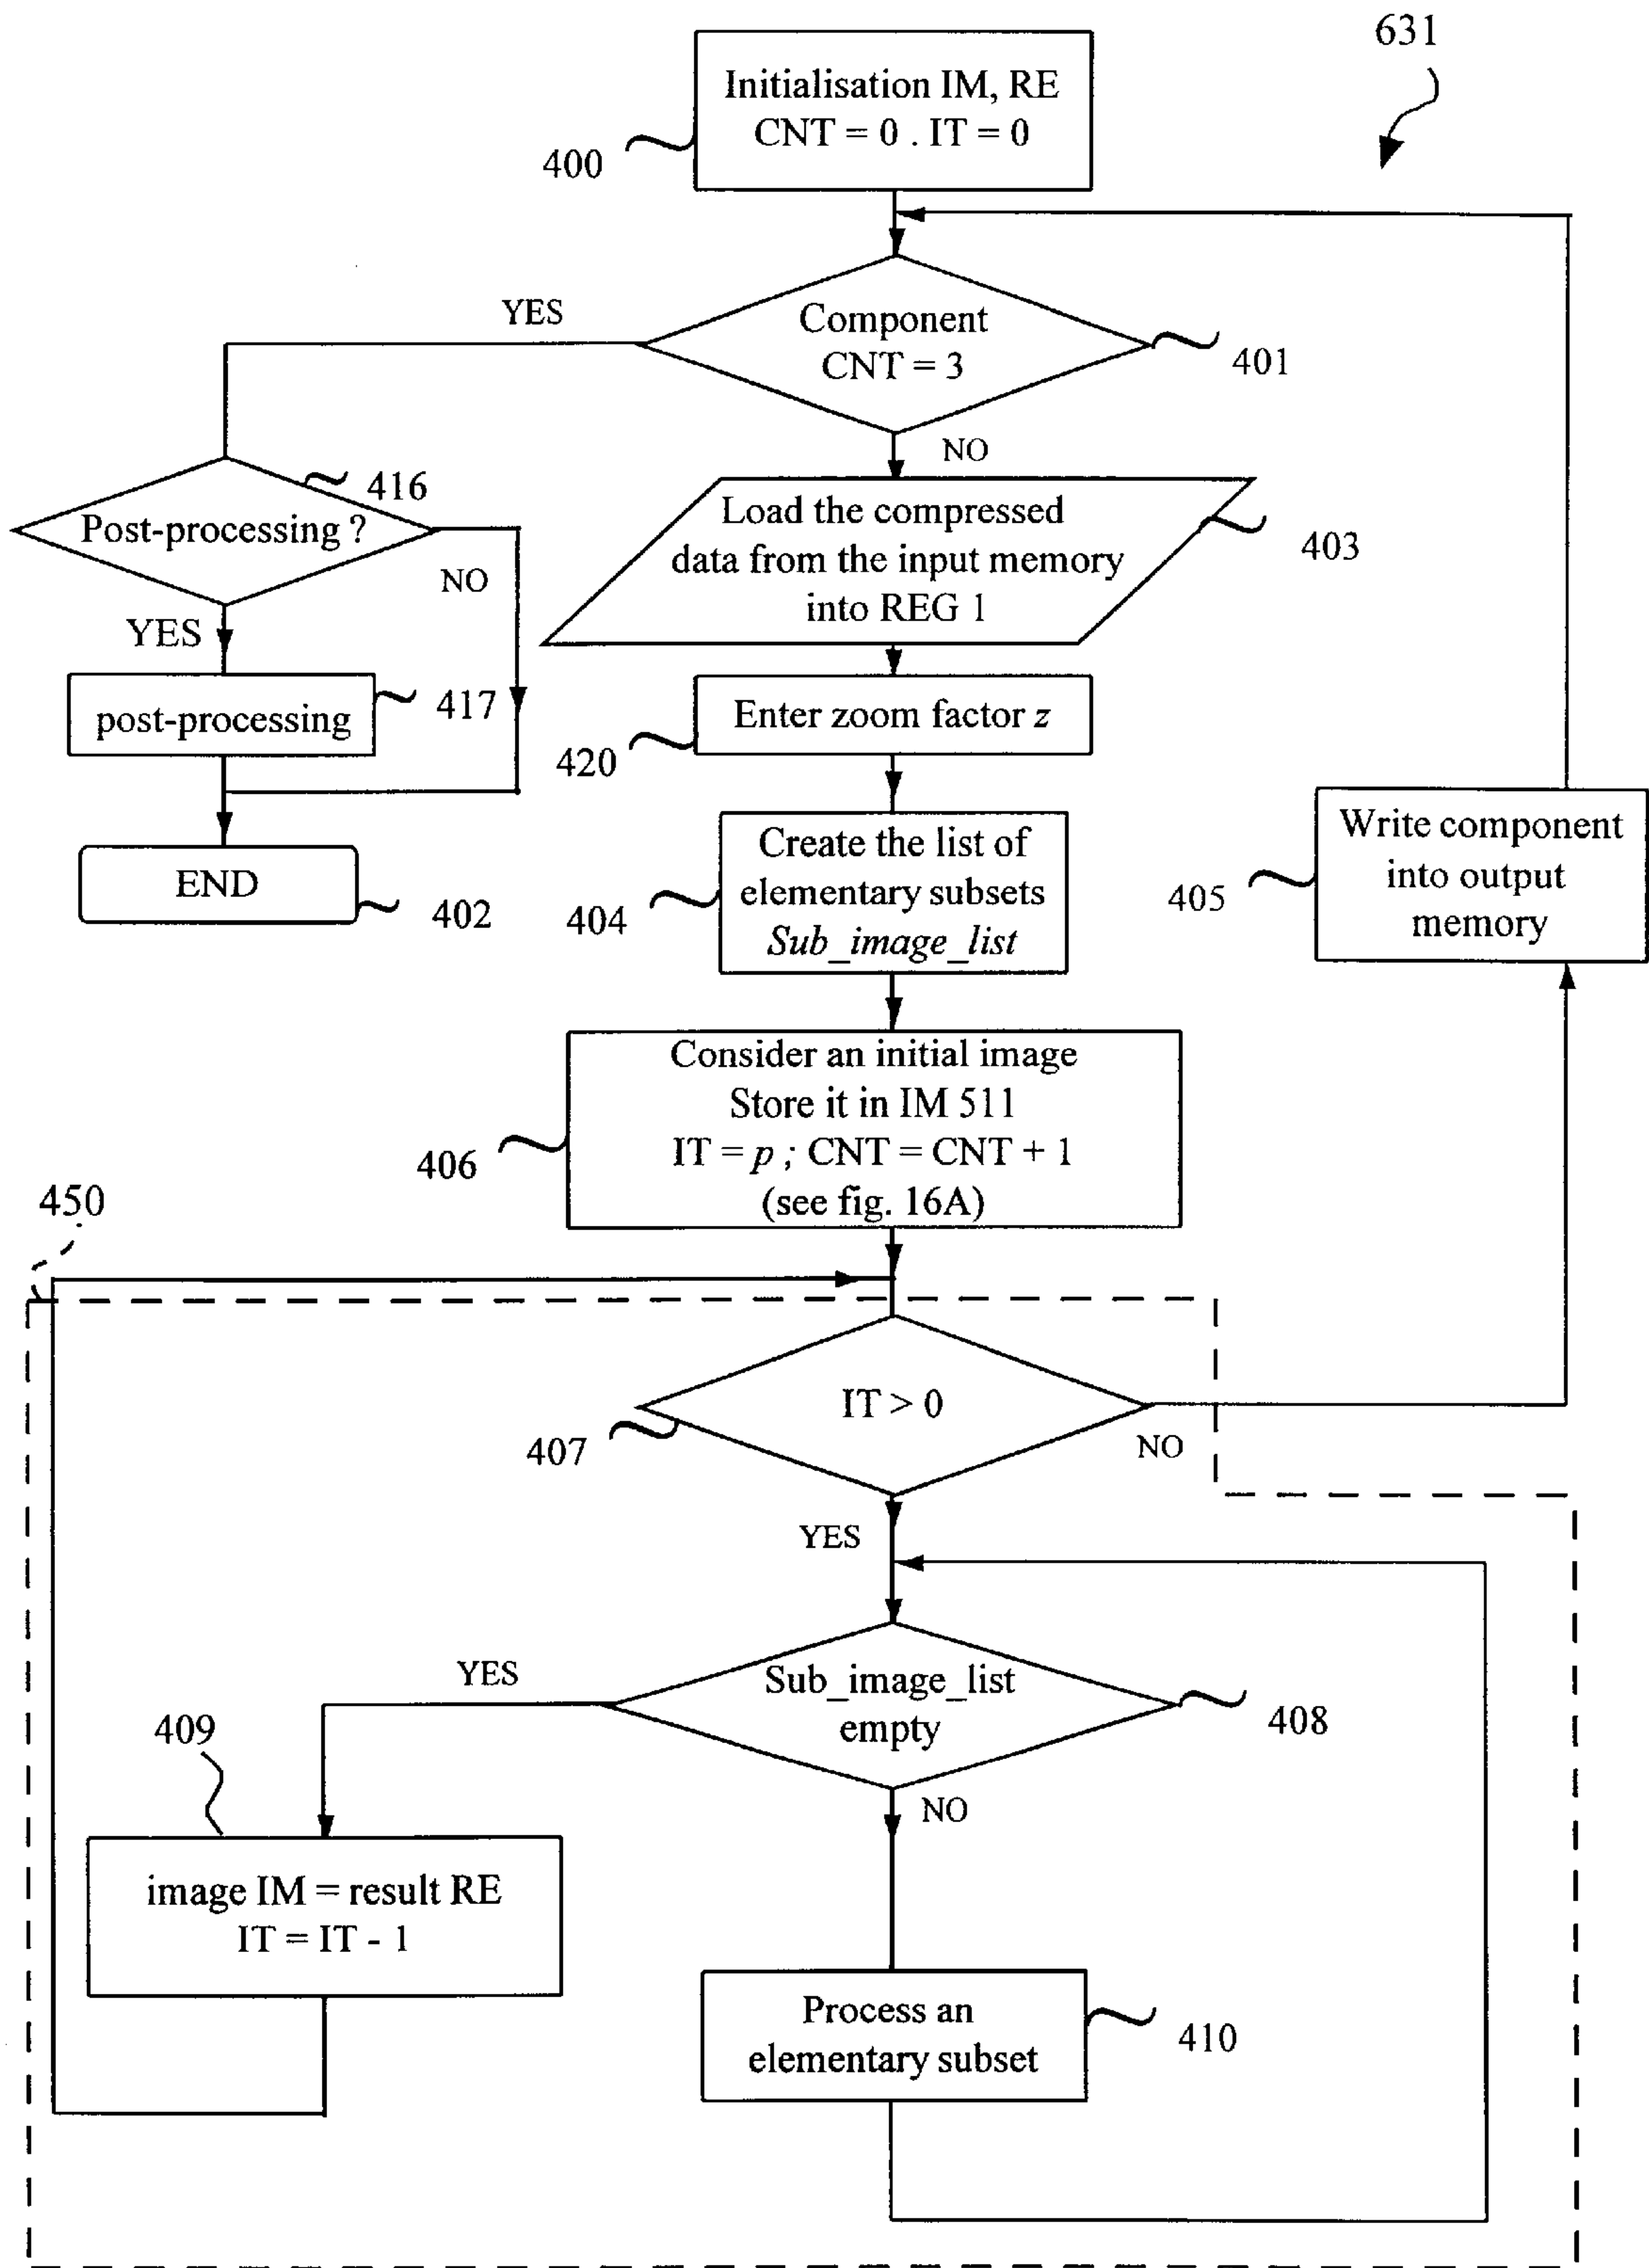 631
Initialisation IM, RE
CNT = 0 . IT = 0
400
YES
Component
CNT = 3
401
NO
416
Post-processing ?
NO
YES
Load the compressed
data from the input memory
into REG 1
403
post-processing
417
Enter zoom factor z
420
END
402
Create the list of
elementary subsets
Sub_image_list
404
Write component
into output
memory
405
Consider an initial image
Store it in IM 511
IT = p ; CNT = CNT + 1
(see fig. 16A)
406
450
IT > 0
407
NO
YES
YES
Sub_image_list
empty
408
409
NO
image IM = result RE
IT = IT - 1
Process an
elementary subset
410